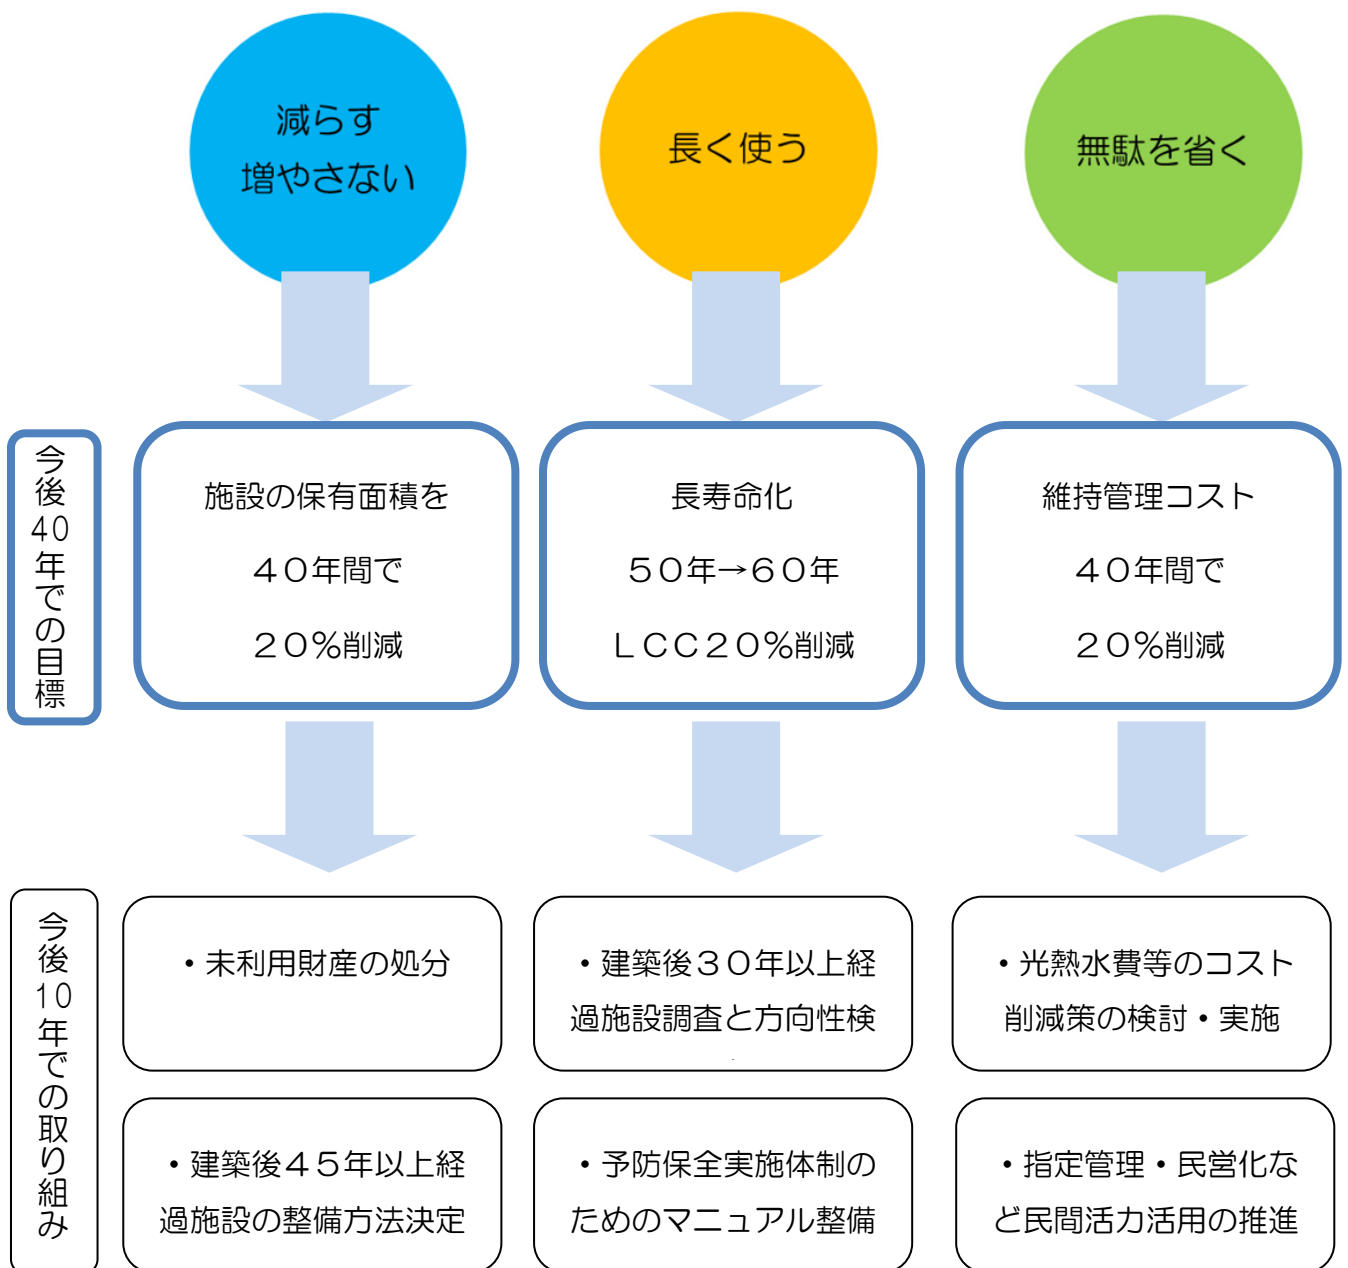 減らす
増やさない
長く使う
無駄を省く
今後40年での目標
施設の保有面積を
４０年間で
２０％削減
長寿命化
５０年→６０年
ＬＣＣ２０％削減
維持管理コスト
４０年間で
２０％削減
今後10年での取り組み
・未利用財産の処分
・建築後３０年以上経
過施設調査と方向性検
・光熱水費等のコスト
削減策の検討・実施
・建築後４５年以上経
過施設の整備方法決定
・予防保全実施体制の
ためのマニュアル整備
・指定管理・民営化な
ど民間活力活用の推進